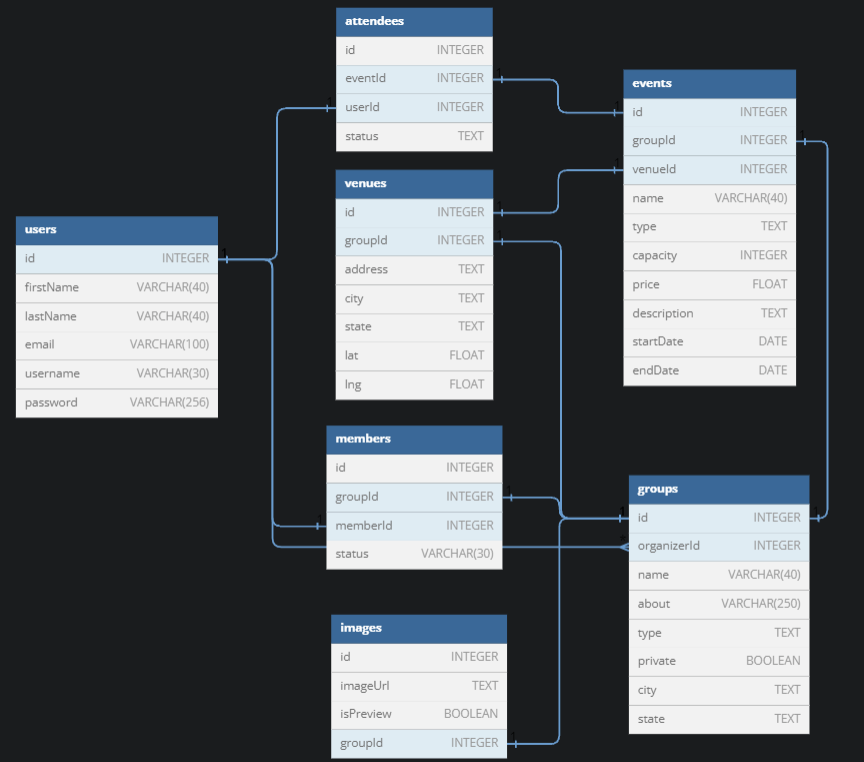 attendees
id INTEGER
eventId INTEGER
userId INTEGER
status TEXT
venues
id INTEGER
groupId INTEGER
address TEXT
city TEXT
state TEXT
lat FLOAT
lng FLOAT
users
id INTEGER
firstName VARCHAR(40)
lastName VARCHAR(40)
email VARCHAR(100)
username VARCHAR(30)
password VARCHAR(256)
members
id INTEGER
groupId INTEGER
memberId INTEGER
status VARCHAR(30)
images
id INTEGER
imageUrl TEXT
isPreview BOOLEAN
groupId INTEGER
events
id INTEGER
groupId INTEGER
venueId INTEGER
name VARCHAR(40)
type TEXT
capacity INTEGER
price FLOAT
description TEXT
startDate DATE
endDate DATE
groups
id INTEGER
organizerId INTEGER
name VARCHAR(40)
about VARCHAR(250)
type TEXT
private BOOLEAN
city TEXT
state TEXT